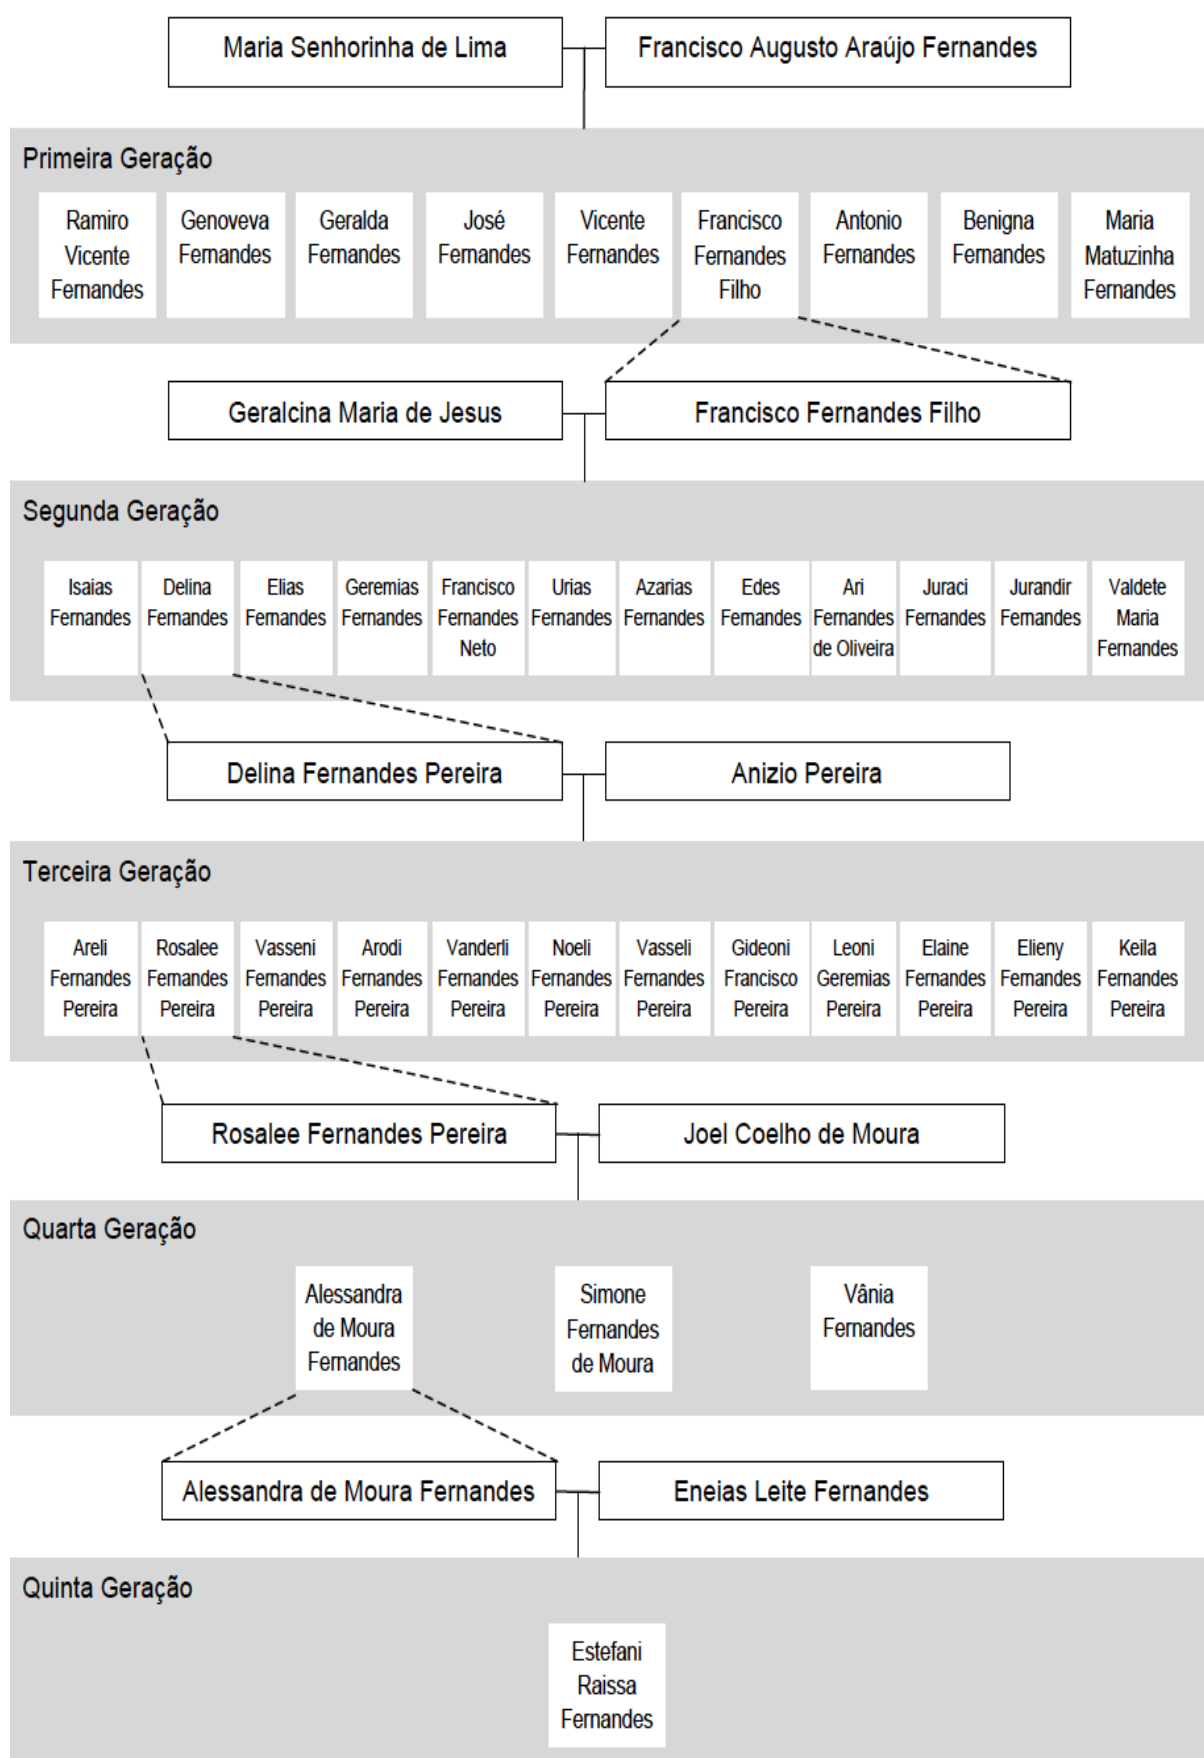 Maria Senhorinha de Lima
Francisco Augusto Araújo Fernandes
Primeira Geração
Ramiro
Vicente
Fernandes
Genoveva
Fernandes
Geralda
Fernandes
José
Fernandes
Vicente
Fernandes
Francisco
Fernandes
Filho
Antonio
Fernandes
Benigna
Fernandes
Maria
Matuzinha
Fernandes
Geralcina Maria de Jesus
Francisco Fernandes Filho
Segunda Geração
Isaias
Fernandes
Delina
Fernandes
Elias
Fernandes
Geremias
Fernandes
Francisco
Fernandes
Neto
Urias
Fernandes
Azarias
Fernandes
Edes
Fernandes
Ari
Fernandes
de Oliveira
Juraci
Fernandes
Jurandir
Fernandes
Valdete
Maria
Fernandes
Delina Fernandes Pereira
Anizio Pereira
Terceira Geração
Areli
Fernandes
Pereira
Rosalee
Fernandes
Pereira
Vasseni
Fernandes
Pereira
Arodi
Fernandes
Pereira
Vanderli
Fernandes
Pereira
Noeli
Fernandes
Pereira
Vasseli
Fernandes
Pereira
Gideoni
Francisco
Pereira
Leoni
Geremias
Pereira
Elaine
Fernandes
Pereira
Elieny
Fernandes
Pereira
Keila
Fernandes
Pereira
Rosalee Fernandes Pereira
Joel Coelho de Moura
Quarta Geração
Alessandra
de Moura
Fernandes
Simone
Fernandes
de Moura
Vânia
Fernandes
Alessandra de Moura Fernandes
Eneias Leite Fernandes
Quinta Geração
Estefani
Raissa
Fernandes